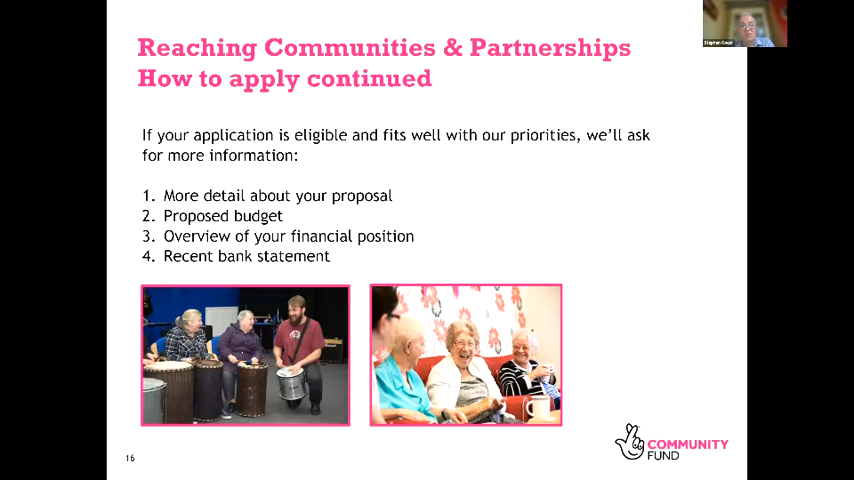 Reaching Communities & Partnerships
How to apply continued
If your application is eligible and fits well with our priorities, we'll ask
for more information:
1. More detail about your proposal
2. Proposed budget
3. Overview of your financial position
4. Recent bank statement
16
COMMUNITY
FUND